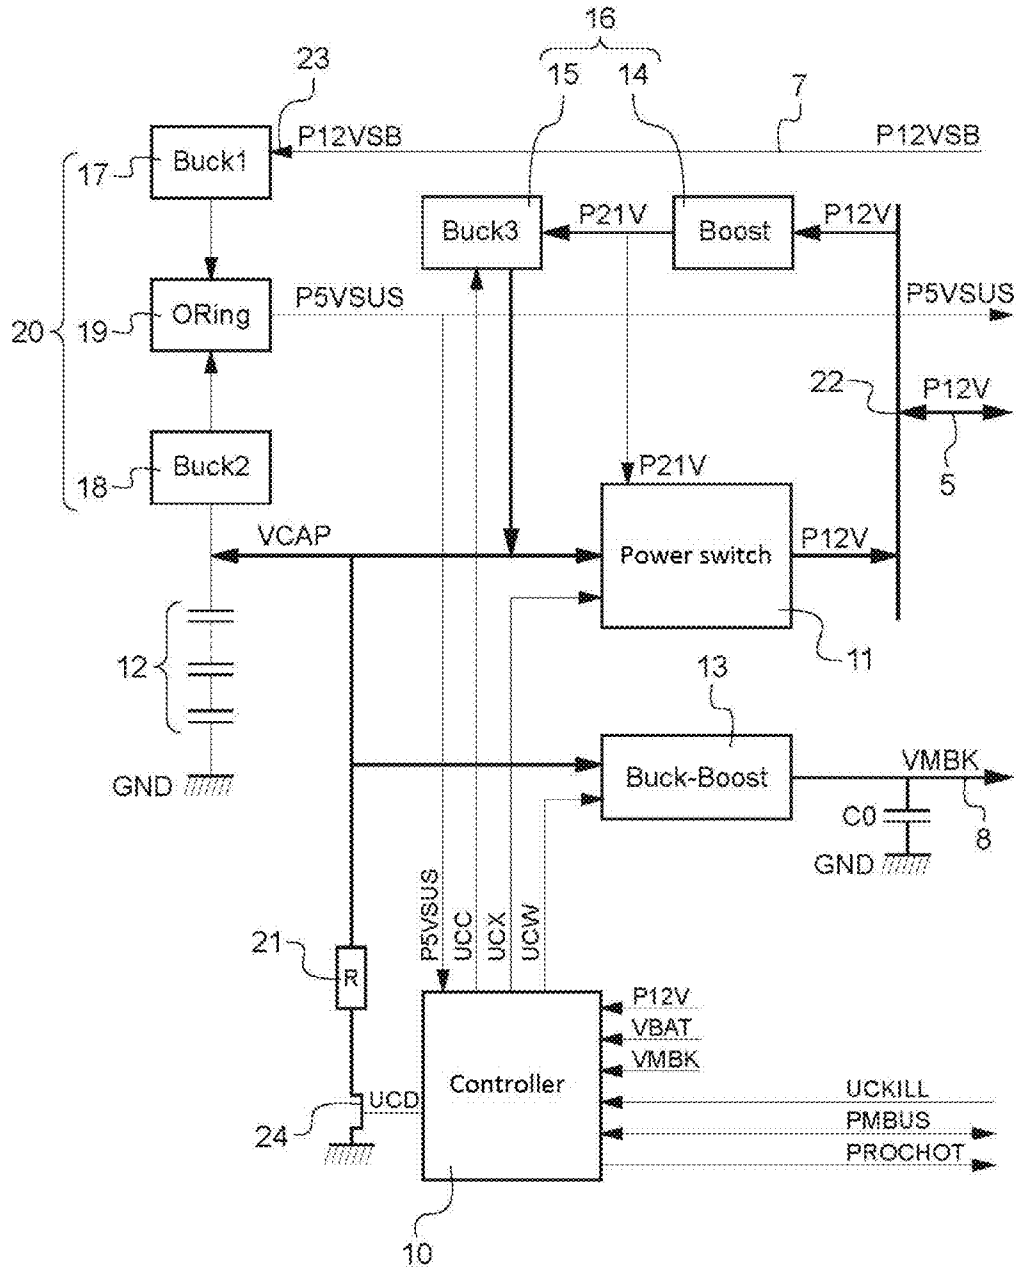 16
23
15 14
7
P12VSB
P12VSB
17
Buck1
Buck3
P21V
Boost
P12V
P5VSUS
P5VSUS
20
19
ORing
22
P12V
5
18
Buck2
P21V
VCAP
Power switch
P12V
11
12
13
GND
Buck-Boost
VMBK
C0
8
GND
P5VSUS
UCC
UCX
UCW
21
R
P12V
VBAT
VMBK
Controller
UCD
24
UCKILL
PMBUS
PROCHOT
10